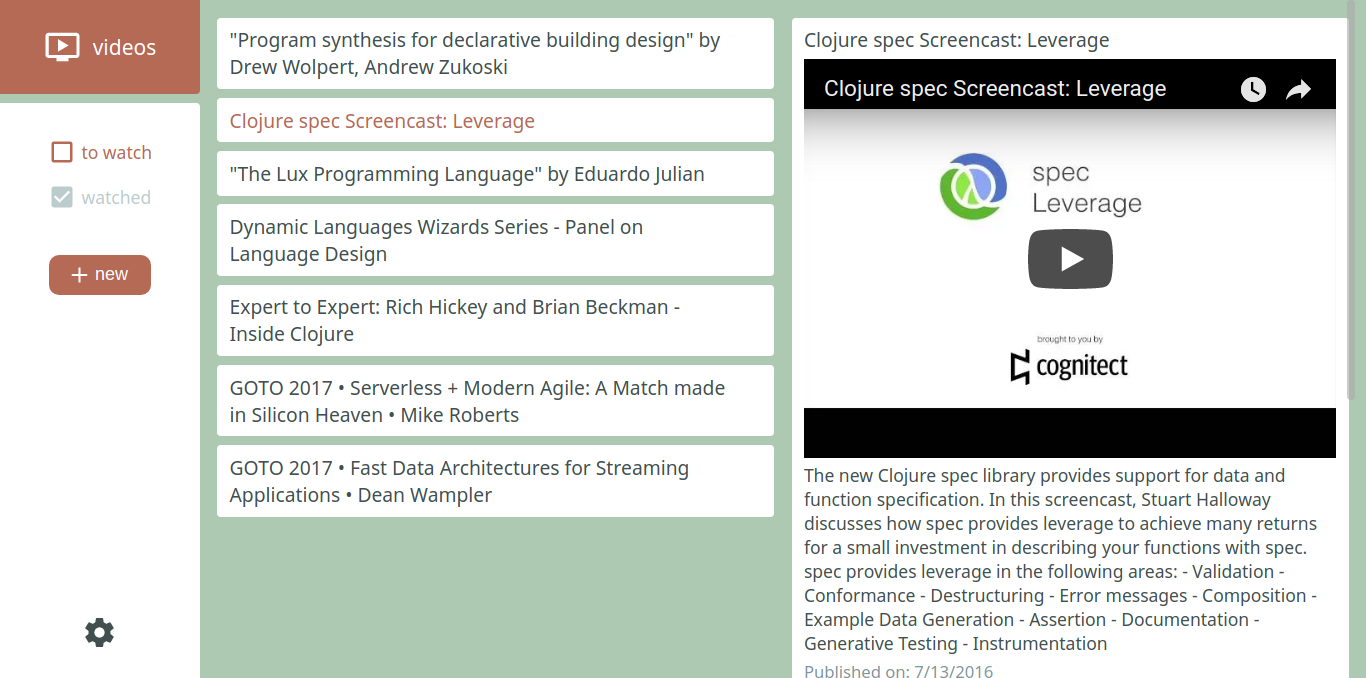 videos
to watch
watched
+ new
"Program synthesis for declarative building design" by
Drew Wolpert, Andrew Zukoski
Clojure spec Screencast: Leverage
"The Lux Programming Language" by Eduardo Julian
Dynamic Languages Wizards Series - Panel on
Language Design
Expert to Expert: Rich Hickey and Brian Beckman -
Inside Clojure
GOTO 2017 • Serverless + Modern Agile: A Match made
in Silicon Heaven • Mike Roberts
GOTO 2017 • Fast Data Architectures for Streaming
Applications • Dean Wampler
Clojure spec Screencast: Leverage
Clojure spec Screencast: Leverage
spec
Leverage
brought to you by
cognitect
The new Clojure spec library provides support for data and
function specification. In this screencast, Stuart Halloway
discusses how spec provides leverage to achieve many returns
for a small investment in describing your functions with spec.
spec provides leverage in the following areas: - Validation -
Conformance - Destructuring - Error messages - Composition -
Example Data Generation - Assertion - Documentation -
Generative Testing - Instrumentation
Published on: 7/13/2016